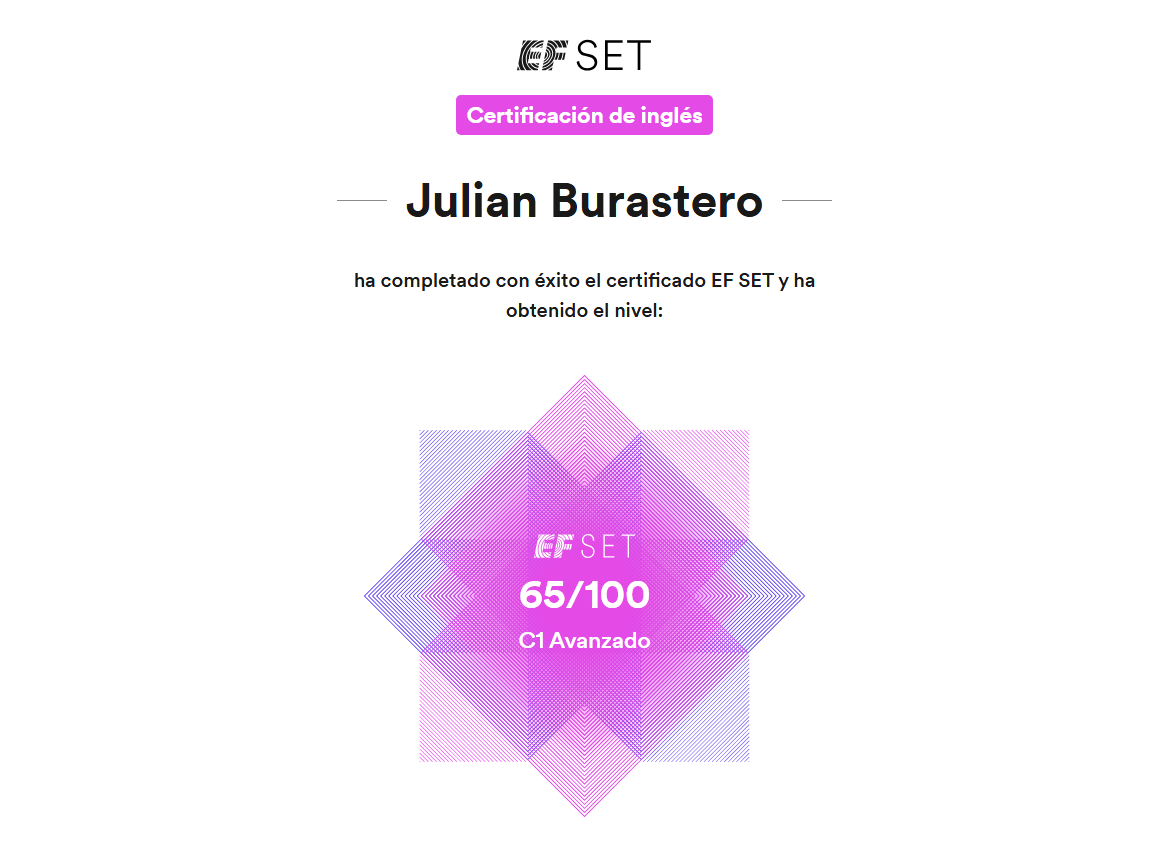 EF SET
Certificación de inglés
Julian Burastero
ha completado con éxito el certificado EF SET y ha
obtenido el nivel:
EF SET
65/100
C1 Avanzado